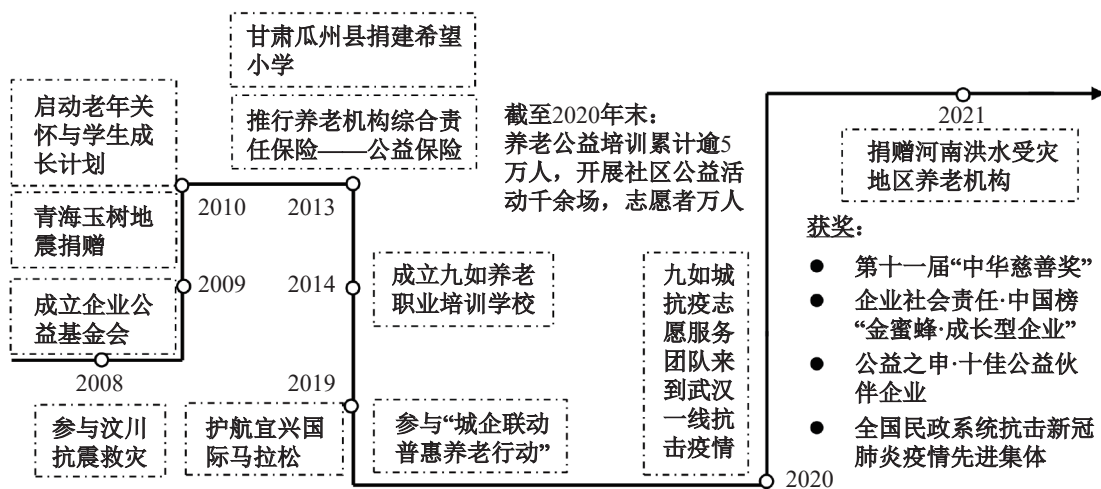 甘肃瓜州县捐建希望
小学
启动老年关
怀与学生成
长计划
推行养老机构综合责
任保险——公益保险
截至2020年末：
养老公益培训累计逾5
万人，开展社区公益活
动千余场，志愿者万人
2021
捐赠河南洪水受灾
地区养老机构
2010
2013
青海玉树地
震捐赠
获奖：
● 第十一届“中华慈善奖”
● 企业社会责任·中国榜
“金蜜蜂·成长型企业”
● 公益之申·十佳公益伙
伴企业
● 全国民政系统抗击新冠
肺炎疫情先进集体
2009
2014
成立九如养老
职业培训学校
九如城
抗疫志
愿服务
团队来
到武汉
一线抗
击疫情
成立企业公
益基金会
2008
2019
参与汶川
抗震救灾
护航宜兴国
际马拉松
参与“城企联动
普惠养老行动”
2020